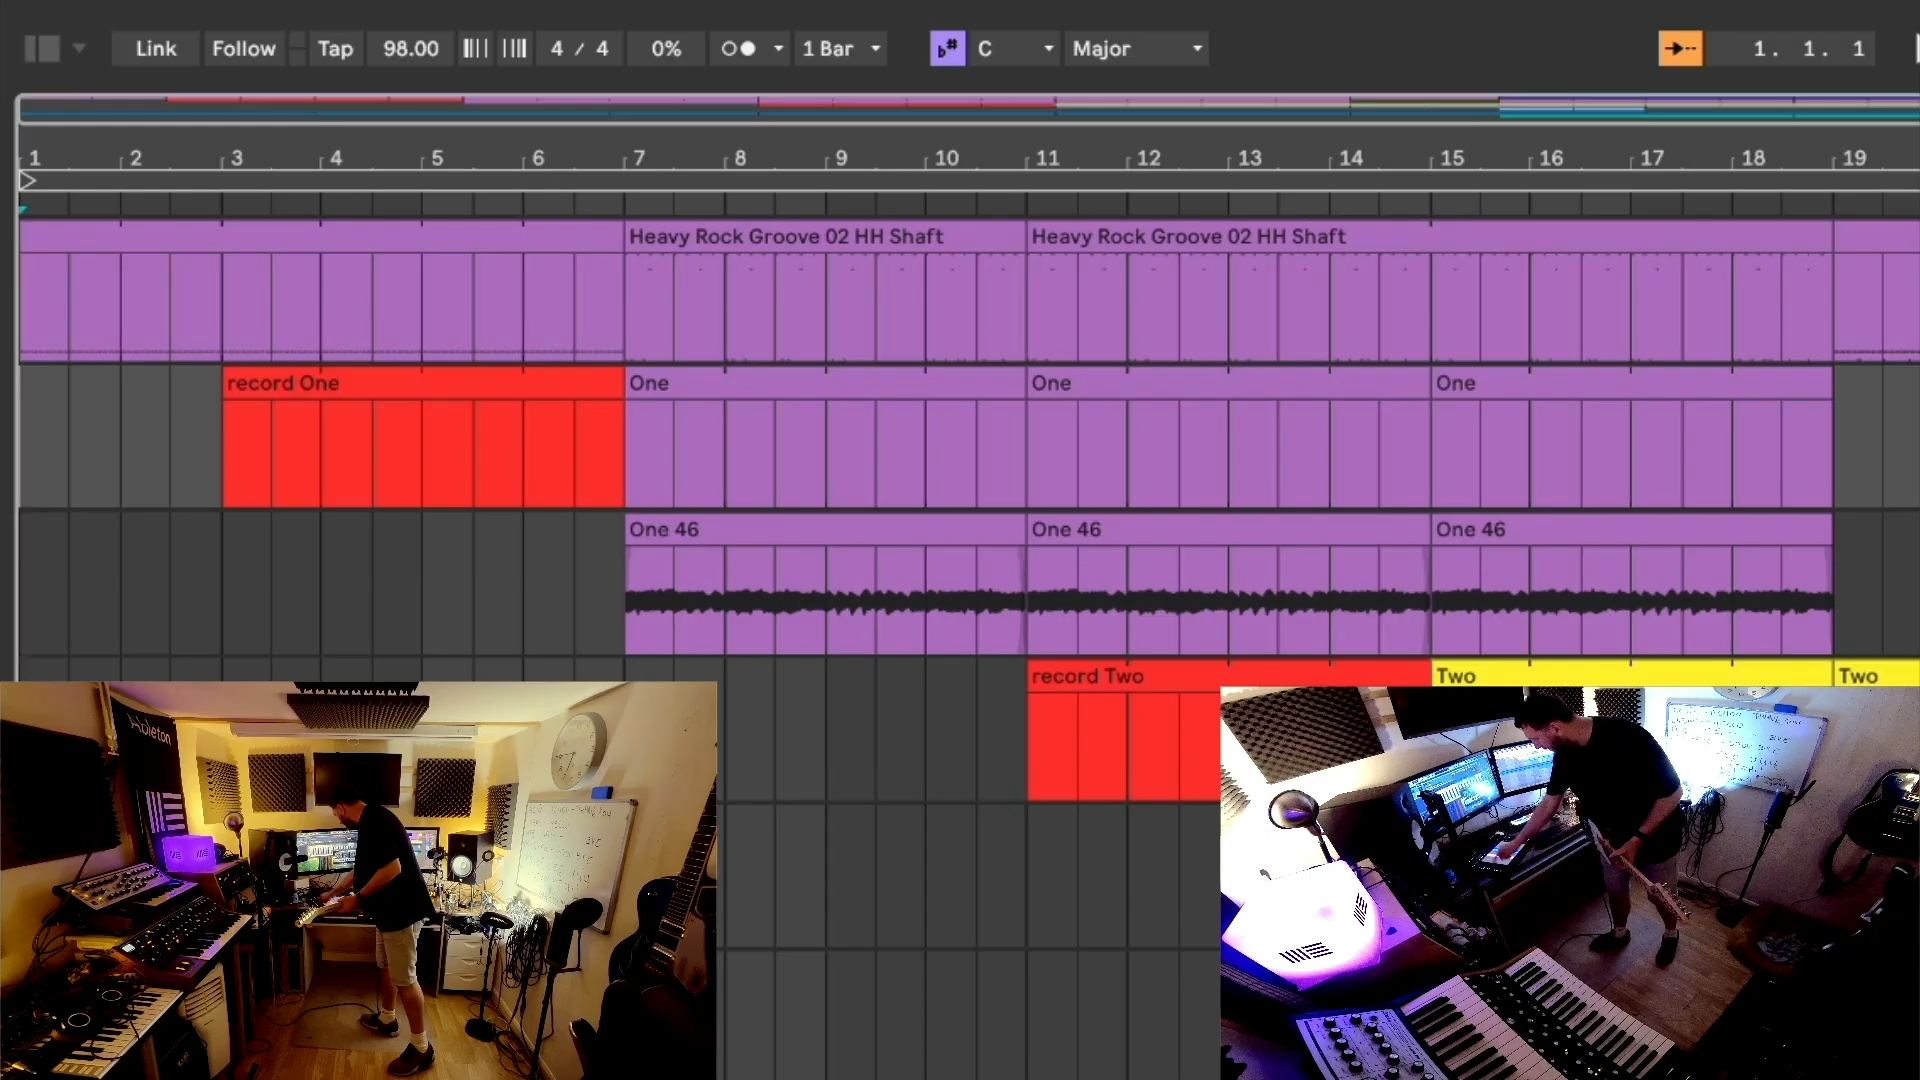 Link Follow Tap 98.00 4 / 4 0% 1 Bar b# C Major 1. 1. 1
1 2 3 4 5 6 7 8 9 10 11 12 13 14 15 16 17 18 19
Heavy Rock Groove 02 HH Shaft Heavy Rock Groove 02 HH Shaft
record One One One One
One 46 One 46 One 46
record Two Two Two
Ableton